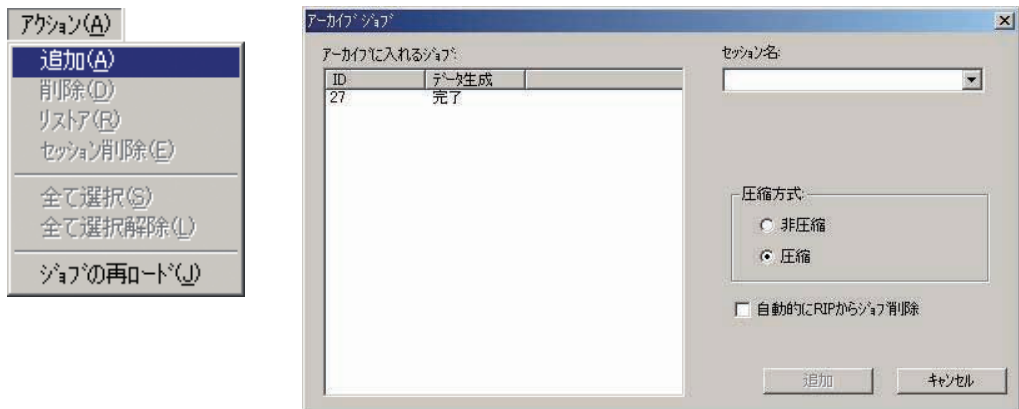 アクション(A)
追加(A)
削除(D)
リストア(R)
セッション削除(E)
全て選択(S)
全て選択解除(L)
ジョブの再ロード(J)
アーカイブジョブ
アーカイブに入れるジョブ:
ID データ生成
27 完了
セッション名:
圧縮方式:
非圧縮
圧縮
自動的にRIPからジョブ削除
追加 キャンセル